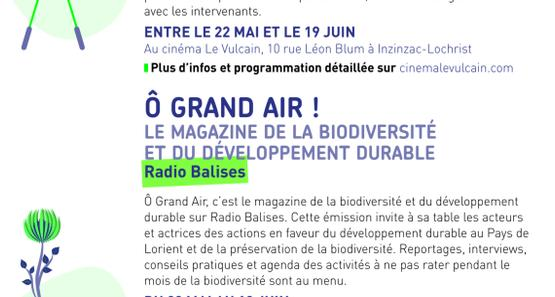 avec les intervenants.
ENTRE LE 22 MAI ET LE 19 JUIN
Au cinéma Le Vulcain, 10 rue Léon Blum à Inzinzac-Lochrist
Plus d'infos et programmation détaillée sur cinemalevulcain.com
Ô GRAND AIR !
LE MAGAZINE DE LA BIODIVERSITÉ
ET DU DÉVELOPPEMENT DURABLE
Radio Balises
Ô Grand Air, c'est le magazine de la biodiversité et du développement
durable sur Radio Balises. Cette émission invite à sa table les acteurs
et actrices des actions en faveur du développement durable au Pays de
Lorient et de la préservation de la biodiversité. Reportages, interviews,
conseils pratiques et agenda des activités à ne pas rater pendant le
mois de la biodiversité sont au menu.